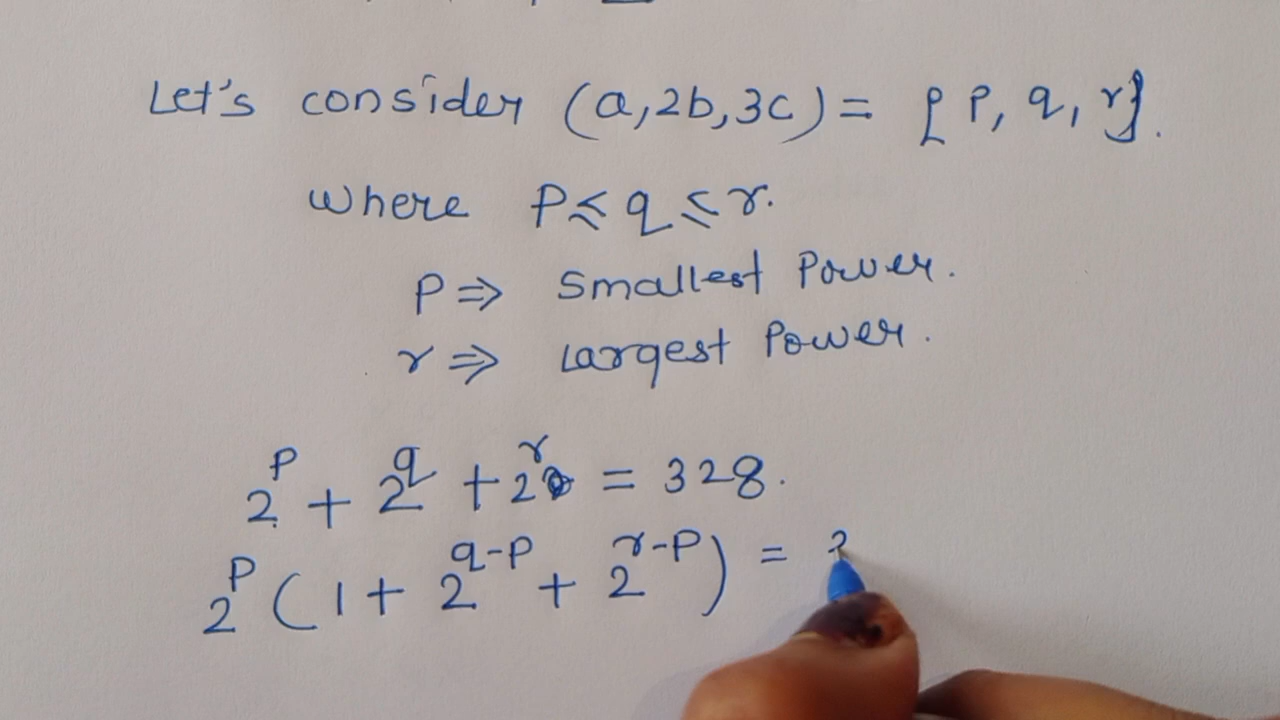 Let's consider (a,2b,3c) = {P, q, r}.
where P ≤ q ≤ r.
P ⇒ Smallest Power.
r ⇒ Largest Power.
2^P + 2^q + 2^r = 328.
2^P (1 + 2^(q-P) + 2^(r-P)) =